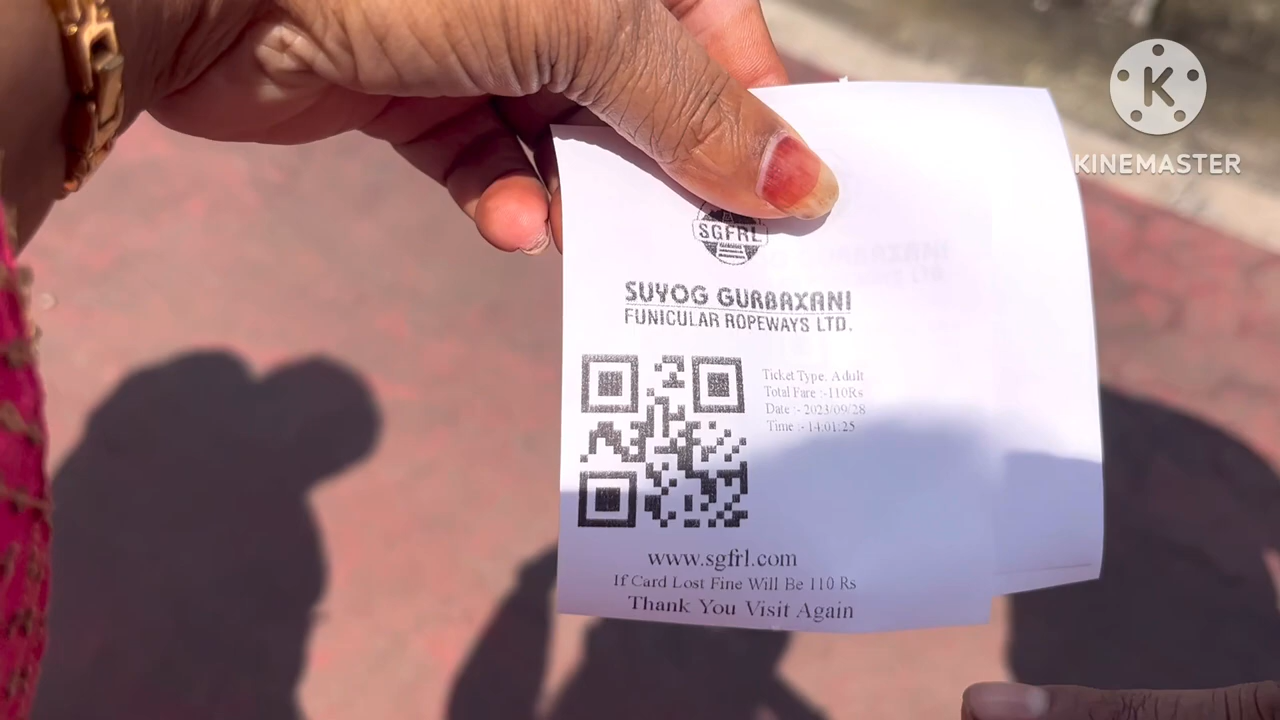 K
KINEMASTER
SGFRL
SUYOG GURBAXANI
FUNICULAR ROPEWAYS LTD.
Ticket Type. Adult
Total Fare :-110Rs
Date :- 2023/09/28
Time :- 14:01:25
www.sgfrl.com
If Card Lost Fine Will Be 110 Rs
Thank You Visit Again